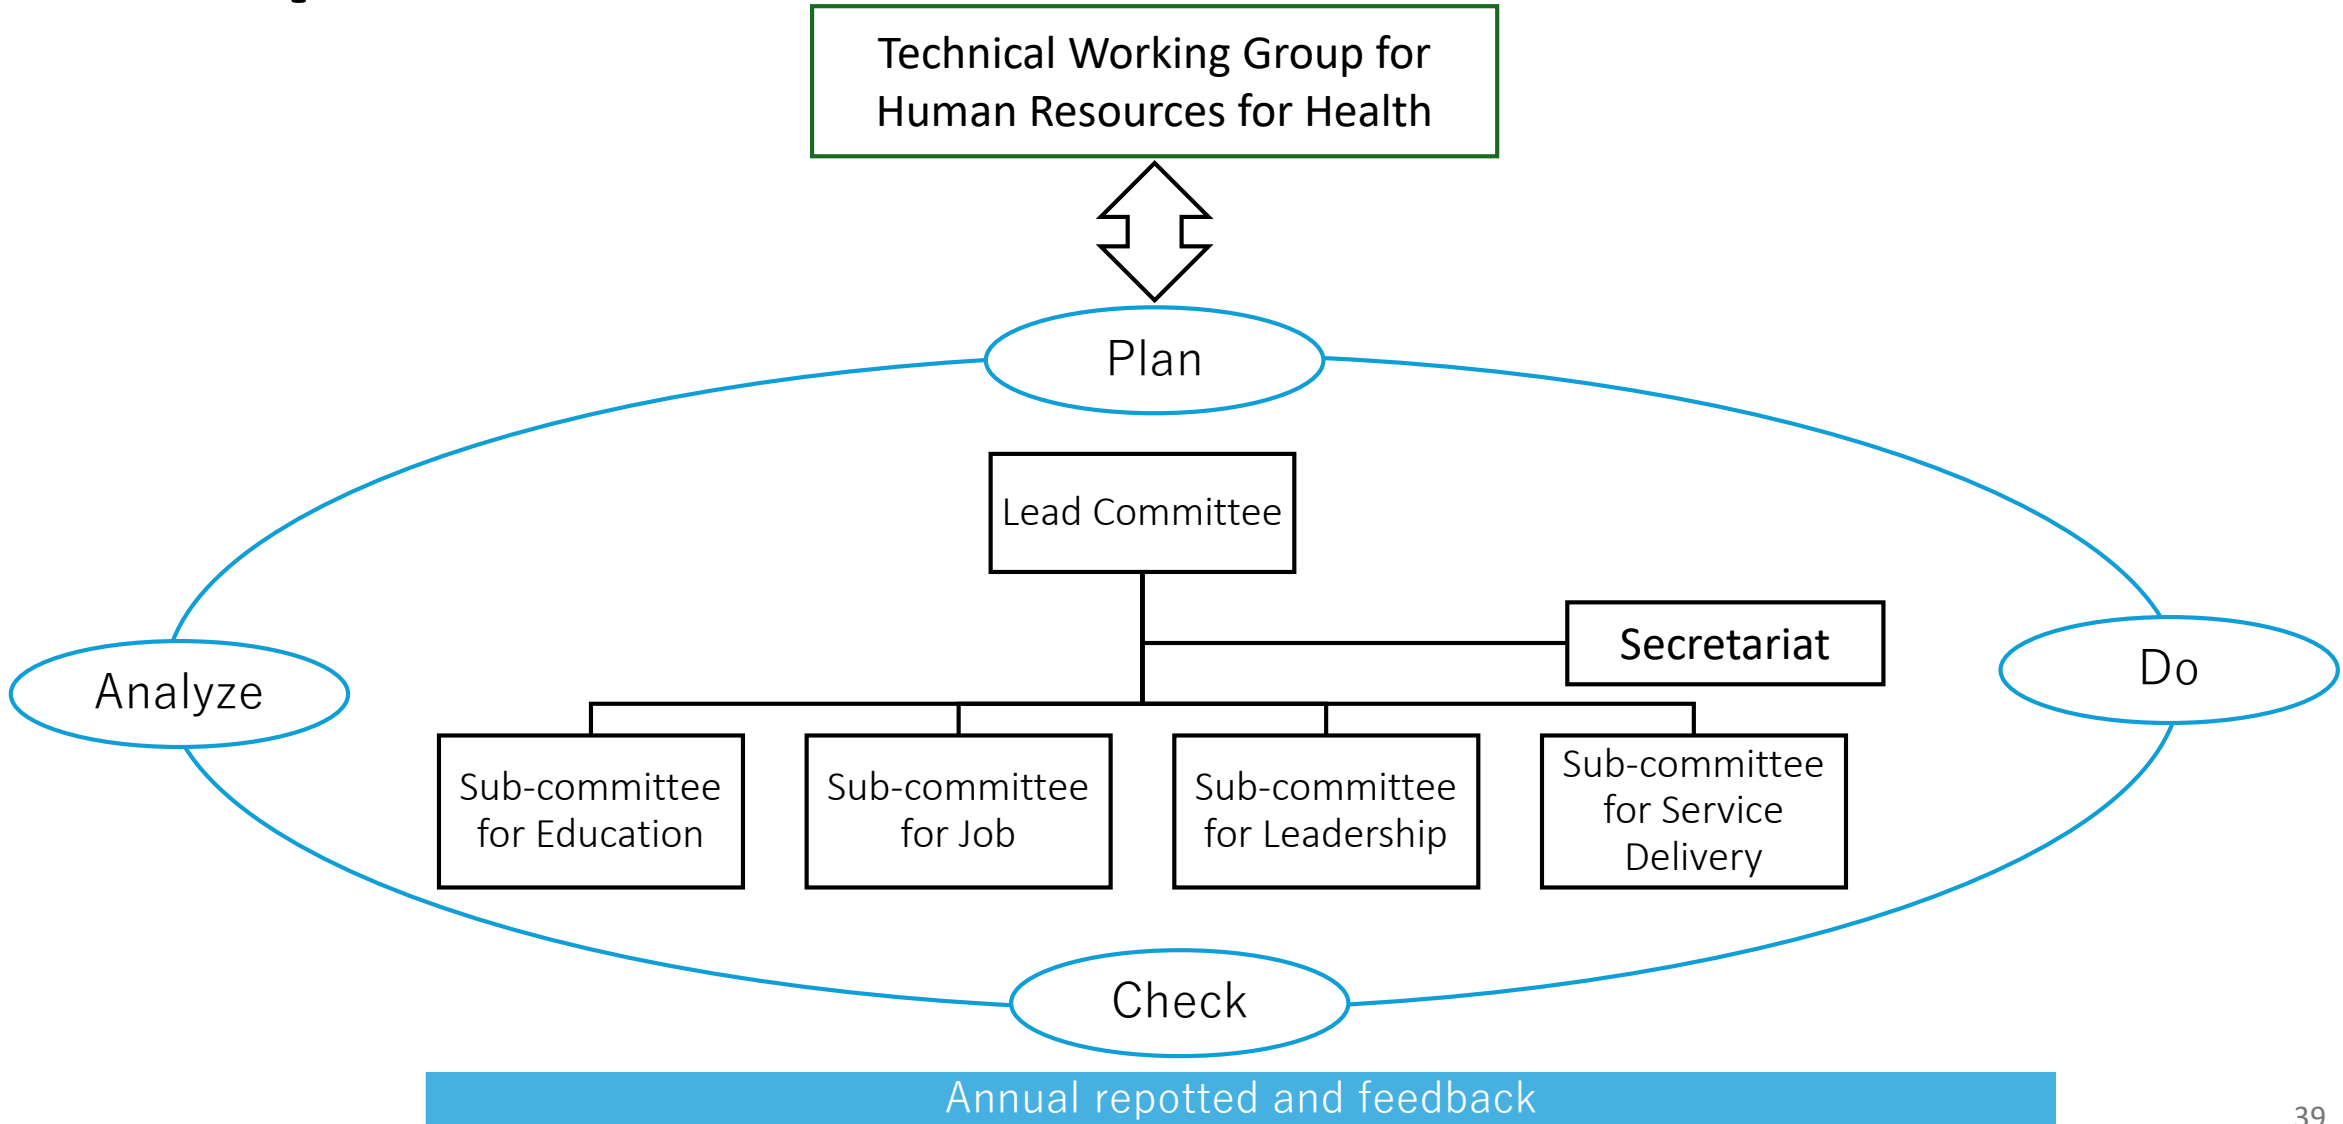 Technical Working Group for
Human Resources for Health
Plan
Lead Committee
Secretariat
Analyze
Do
Sub-committee
for Education
Sub-committee
for Job
Sub-committee
for Leadership
Sub-committee
for Service
Delivery
Check
Annual repotted and feedback
39